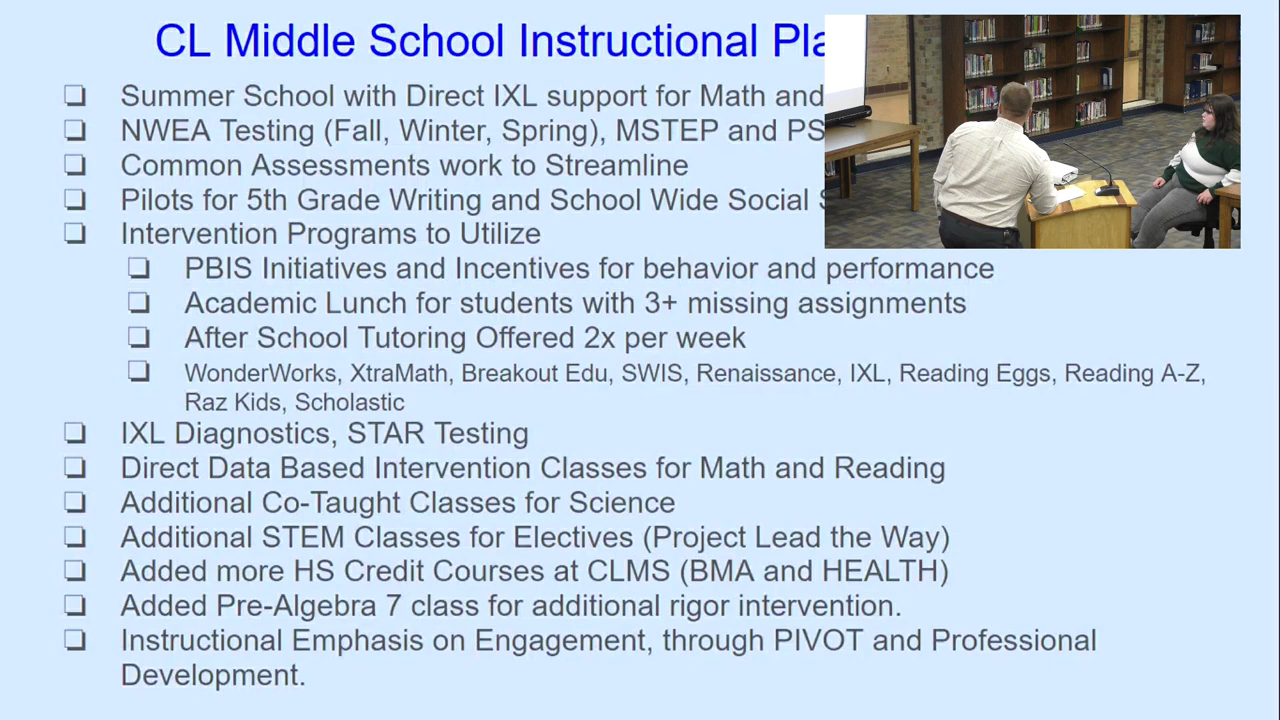 CL Middle School Instructional
Summer School with Direct IXL support for Math and
NWEA Testing (Fall, Winter, Spring), MSTEP and
Common Assessments work to Streamline
Pilots for 5th Grade Writing and School Wide Social
Intervention Programs to Utilize
PBIS Initiatives and Incentives for behavior and performance
Academic Lunch for students with 3+ missing assignments
After School Tutoring Offered 2x per week
WonderWorks, XtraMath, Breakout Edu, SWIS, Renaissance, IXL, Reading Eggs, Reading A-Z,
Raz Kids, Scholastic
IXL Diagnostics, STAR Testing
Direct Data Based Intervention Classes for Math and Reading
Additional Co-Taught Classes for Science
Additional STEM Classes for Electives (Project Lead the Way)
Added more HS Credit Courses at CLMS (BMA and HEALTH)
Added Pre-Algebra 7 class for additional rigor intervention.
Instructional Emphasis on Engagement, through PIVOT and Professional
Development.